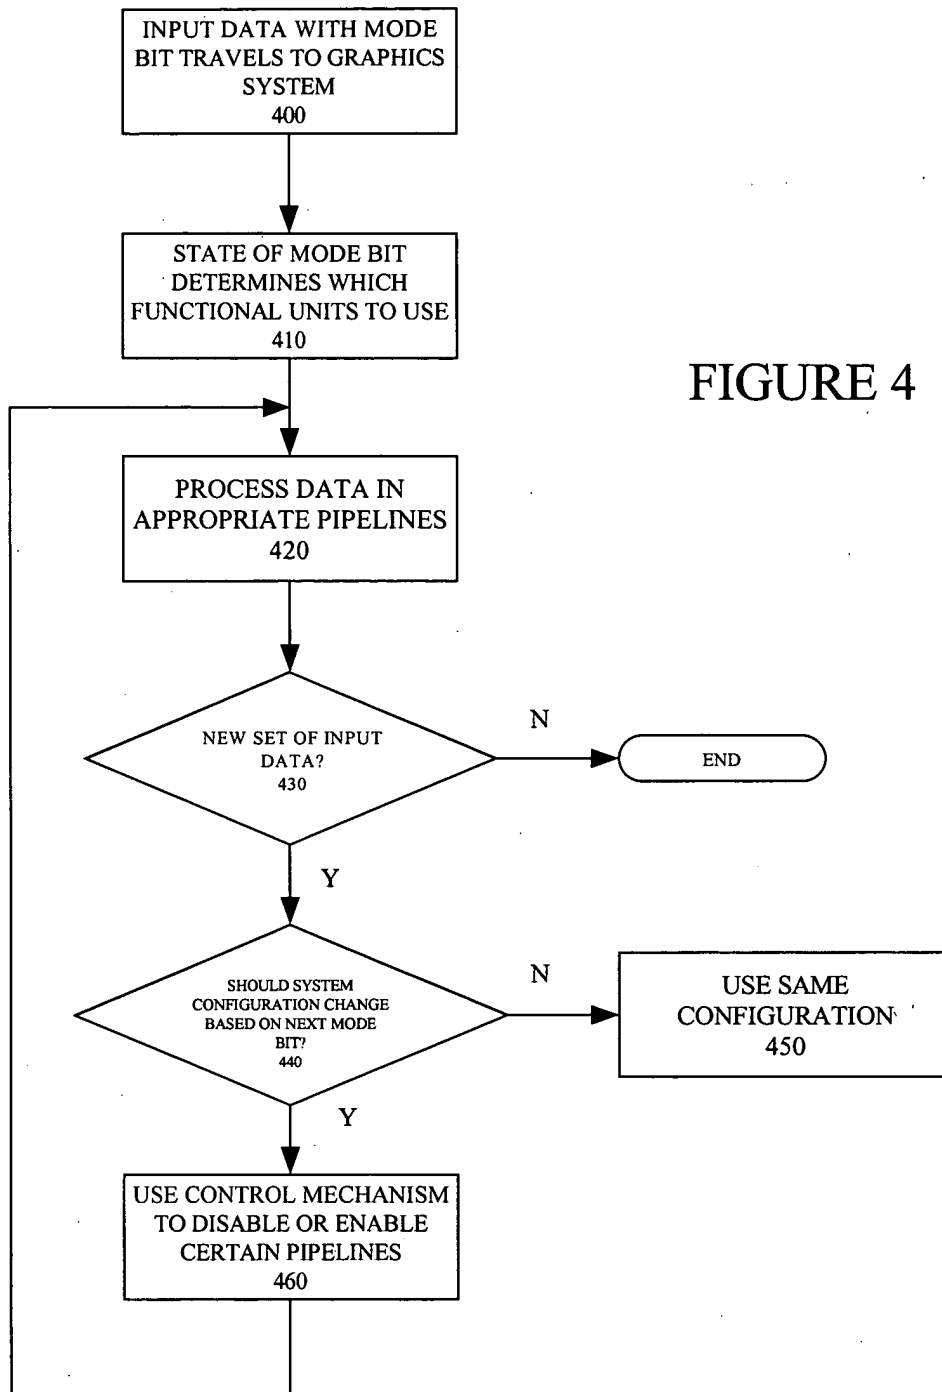 INPUT DATA WITH MODE
BIT TRAVELS TO GRAPHICS
SYSTEM
400
STATE OF MODE BIT
DETERMINES WHICH
FUNCTIONAL UNITS TO USE
410
FIGURE 4
PROCESS DATA IN
APPROPRIATE PIPELINES
420
NEW SET OF INPUT
DATA?
430
N
END
Y
SHOULD SYSTEM
CONFIGURATION CHANGE
BASED ON NEXT MODE
BIT?
440
N
USE SAME
CONFIGURATION
450
Y
USE CONTROL MECHANISM
TO DISABLE OR ENABLE
CERTAIN PIPELINES
460